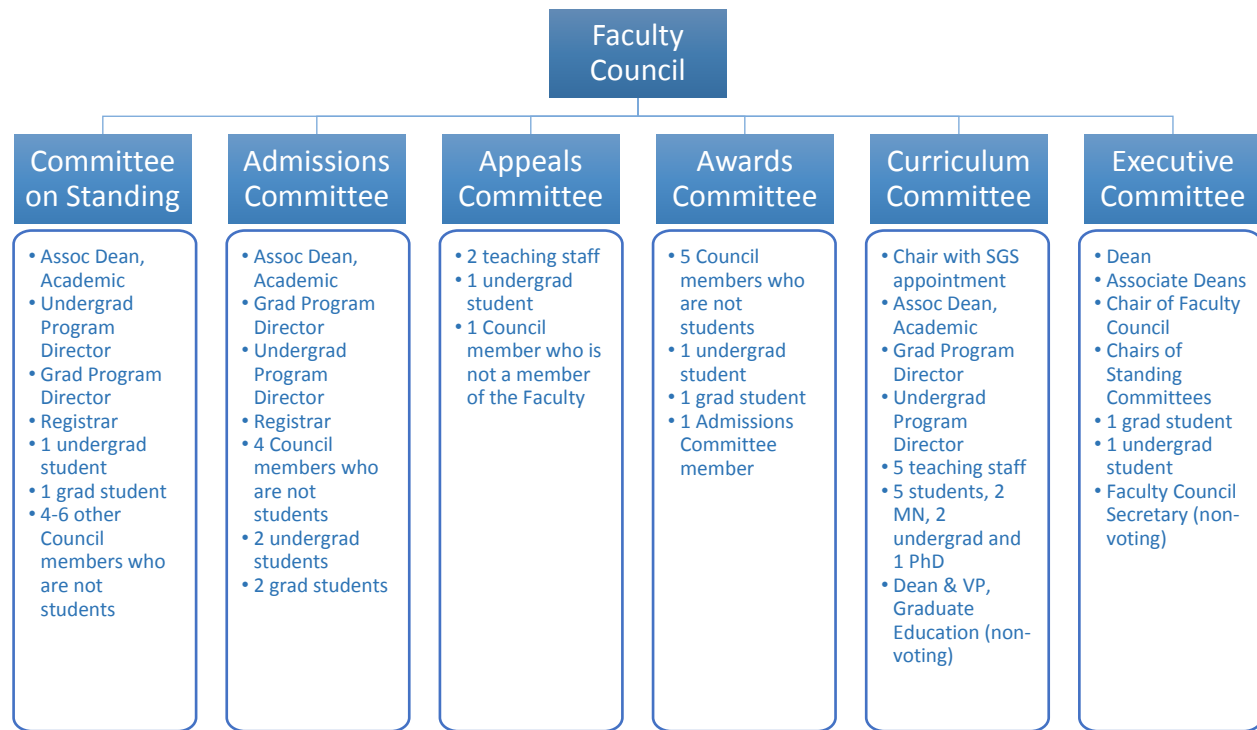 Faculty
Council
Committee
on Standing
• Assoc Dean,
Academic
• Undergrad
Program
Director
• Grad Program
Director
• Registrar
• 1 undergrad
student
• 1 grad student
• 4-6 other
Council
members who
are not
students
Admissions
Committee
• Assoc Dean,
Academic
• Grad Program
Director
• Undergrad
Program
Director
• Registrar
• 4 Council
members who
are not
students
• 2 undergrad
students
• 2 grad students
Appeals
Committee
• 2 teaching staff
• 1 undergrad
student
• 1 Council
member who is
not a member
of the Faculty
Awards
Committee
• 5 Council
members who
are not
students
• 1 undergrad
student
• 1 grad student
• 1 Admissions
Committee
member
Curriculum
Committee
• Chair with SGS
appointment
• Assoc Dean,
Academic
• Grad Program
Director
• Undergrad
Program
Director
• 5 teaching staff
• 5 students, 2
MN, 2
undergrad and
1 PhD
• Dean & VP,
Graduate
Education (non-
voting)
Executive
Committee
• Dean
• Associate Deans
• Chair of Faculty
Council
• Chairs of
Standing
Committees
• 1 grad student
• 1 undergrad
student
• Faculty Council
Secretary (non-
voting)